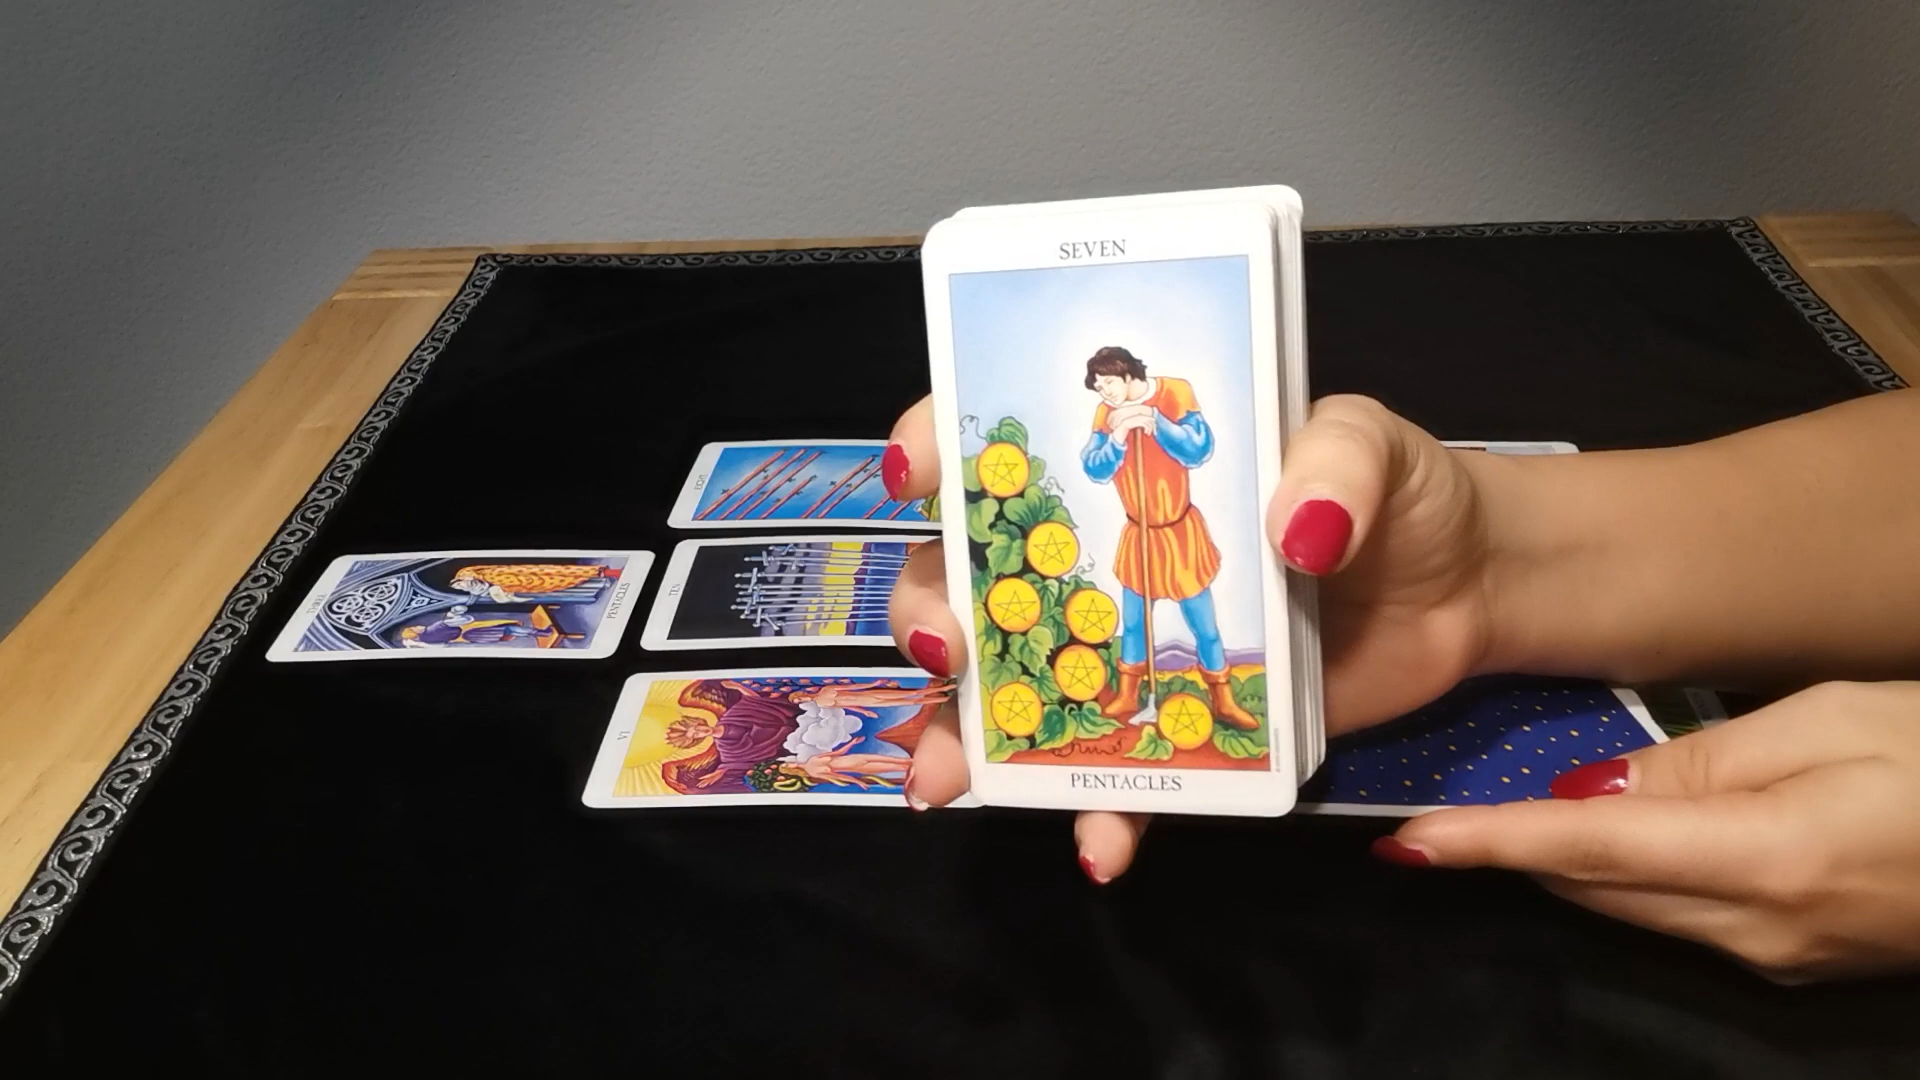 SEVEN
PENTACLES
EIGHT
THREE
PENTACLES
TEN
VI